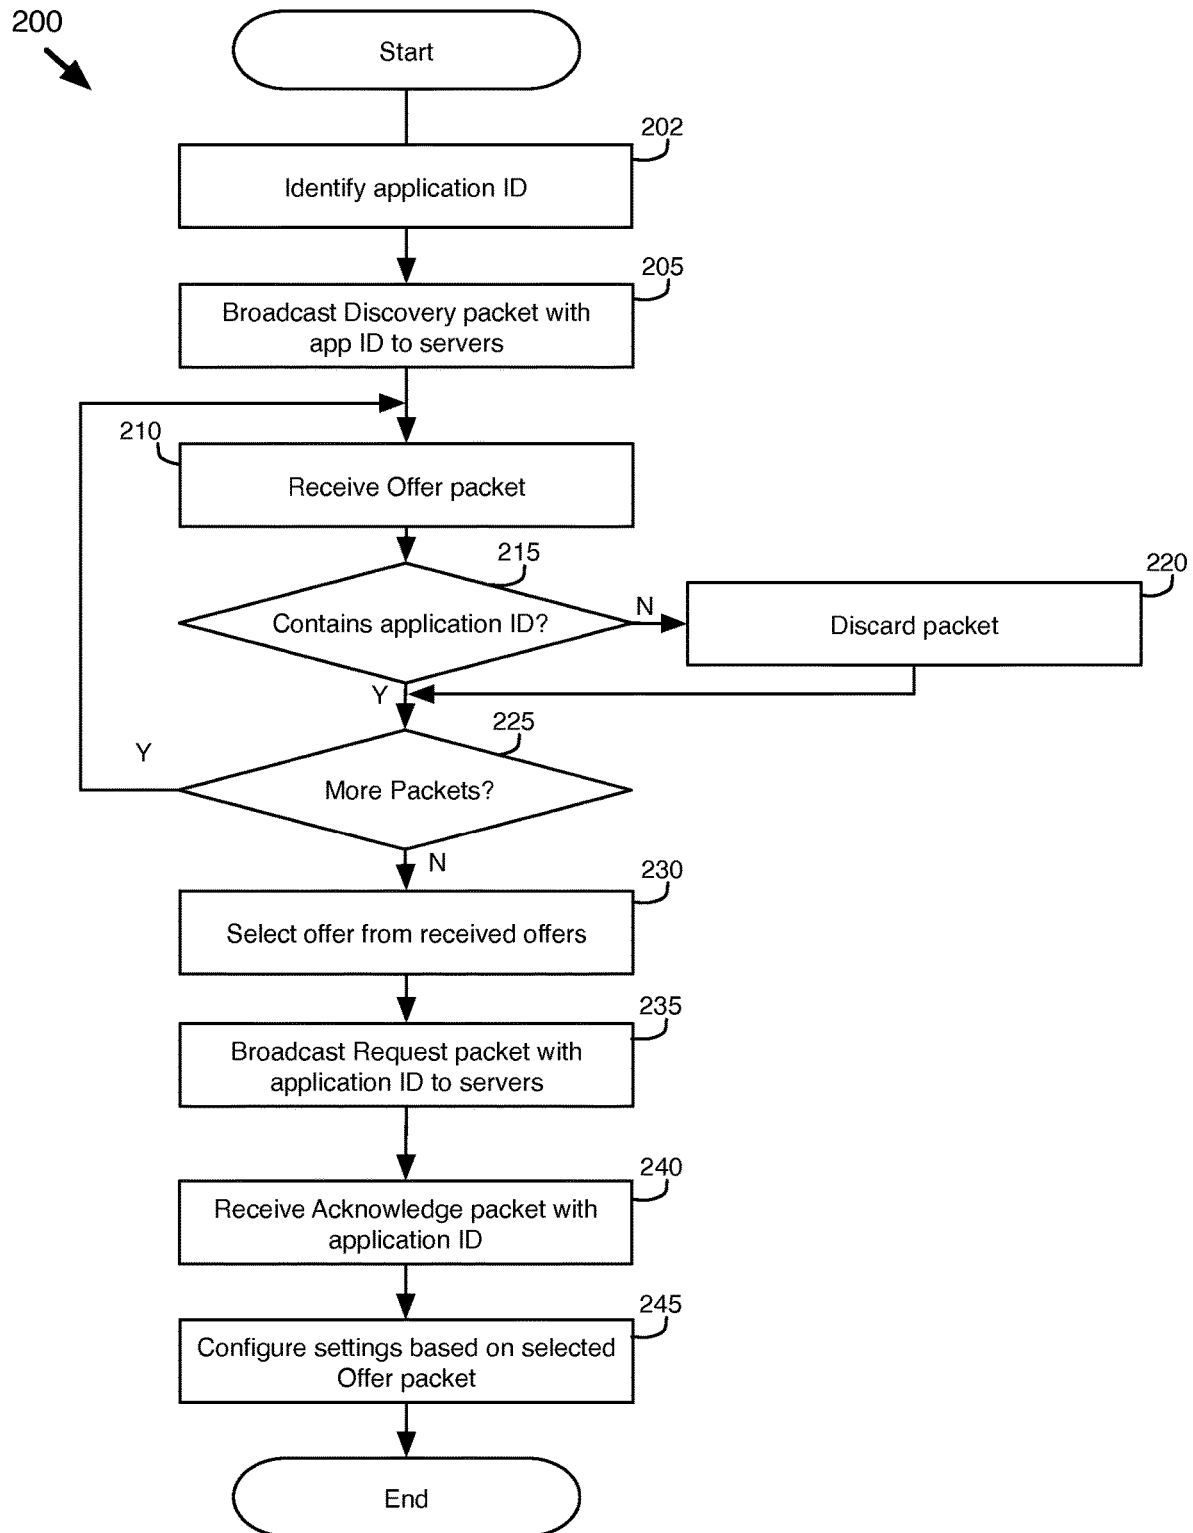 200
Start
202
Identify application ID
205
Broadcast Discovery packet with
app ID to servers
210
Receive Offer packet
215
Contains application ID?
N
220
Discard packet
Y
225
Y
More Packets?
N
230
Select offer from received offers
235
Broadcast Request packet with
application ID to servers
240
Receive Acknowledge packet with
application ID
245
Configure settings based on selected
Offer packet
End